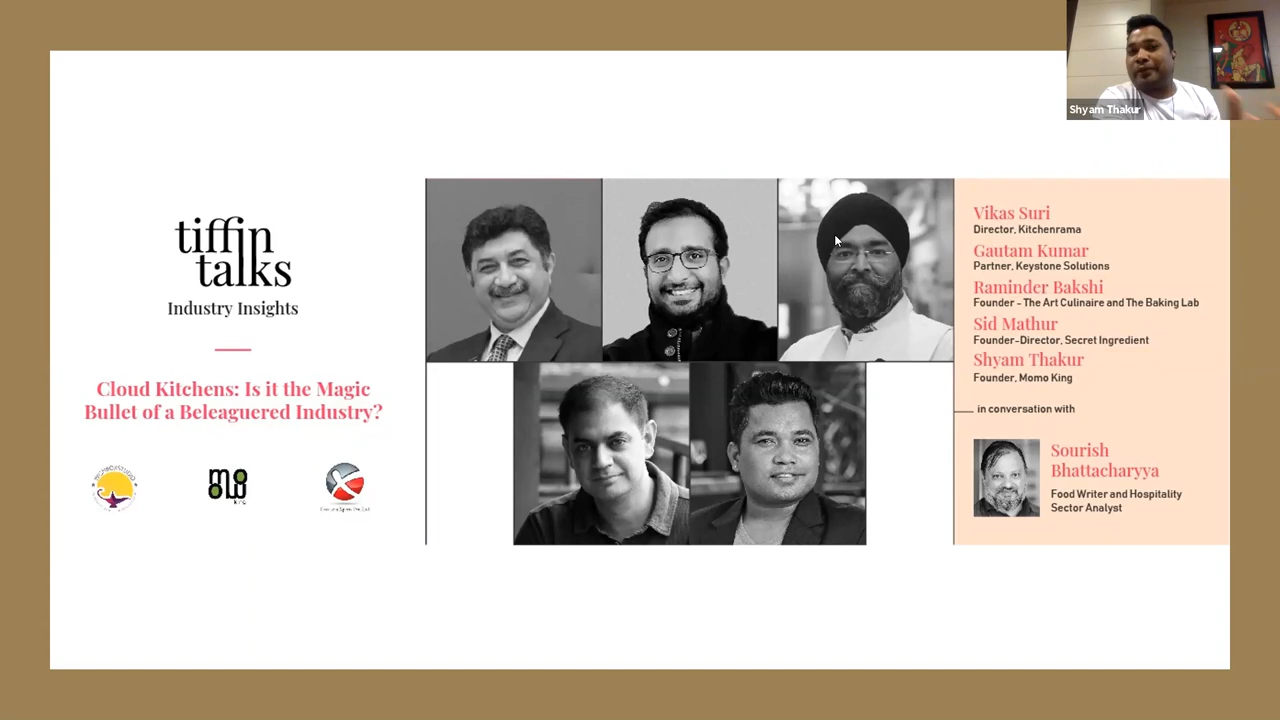 Shyam Thakur
tiffin
talks
Industry Insights
Cloud Kitchens: Is it the Magic
Bullet of a Beleaguered Industry?
Vikas Suri
Director, Kitchenrama
Gautam Kumar
Partner, Keystone Solutions
Raminder Bakshi
Founder - The Art Culinaire and The Baking Lab
Sid Mathur
Founder-Director, Secret Ingredient
Shyam Thakur
Founder, Momo King
in conversation with
Sourish
Bhattacharyya
Food Writer and Hospitality
Sector Analyst